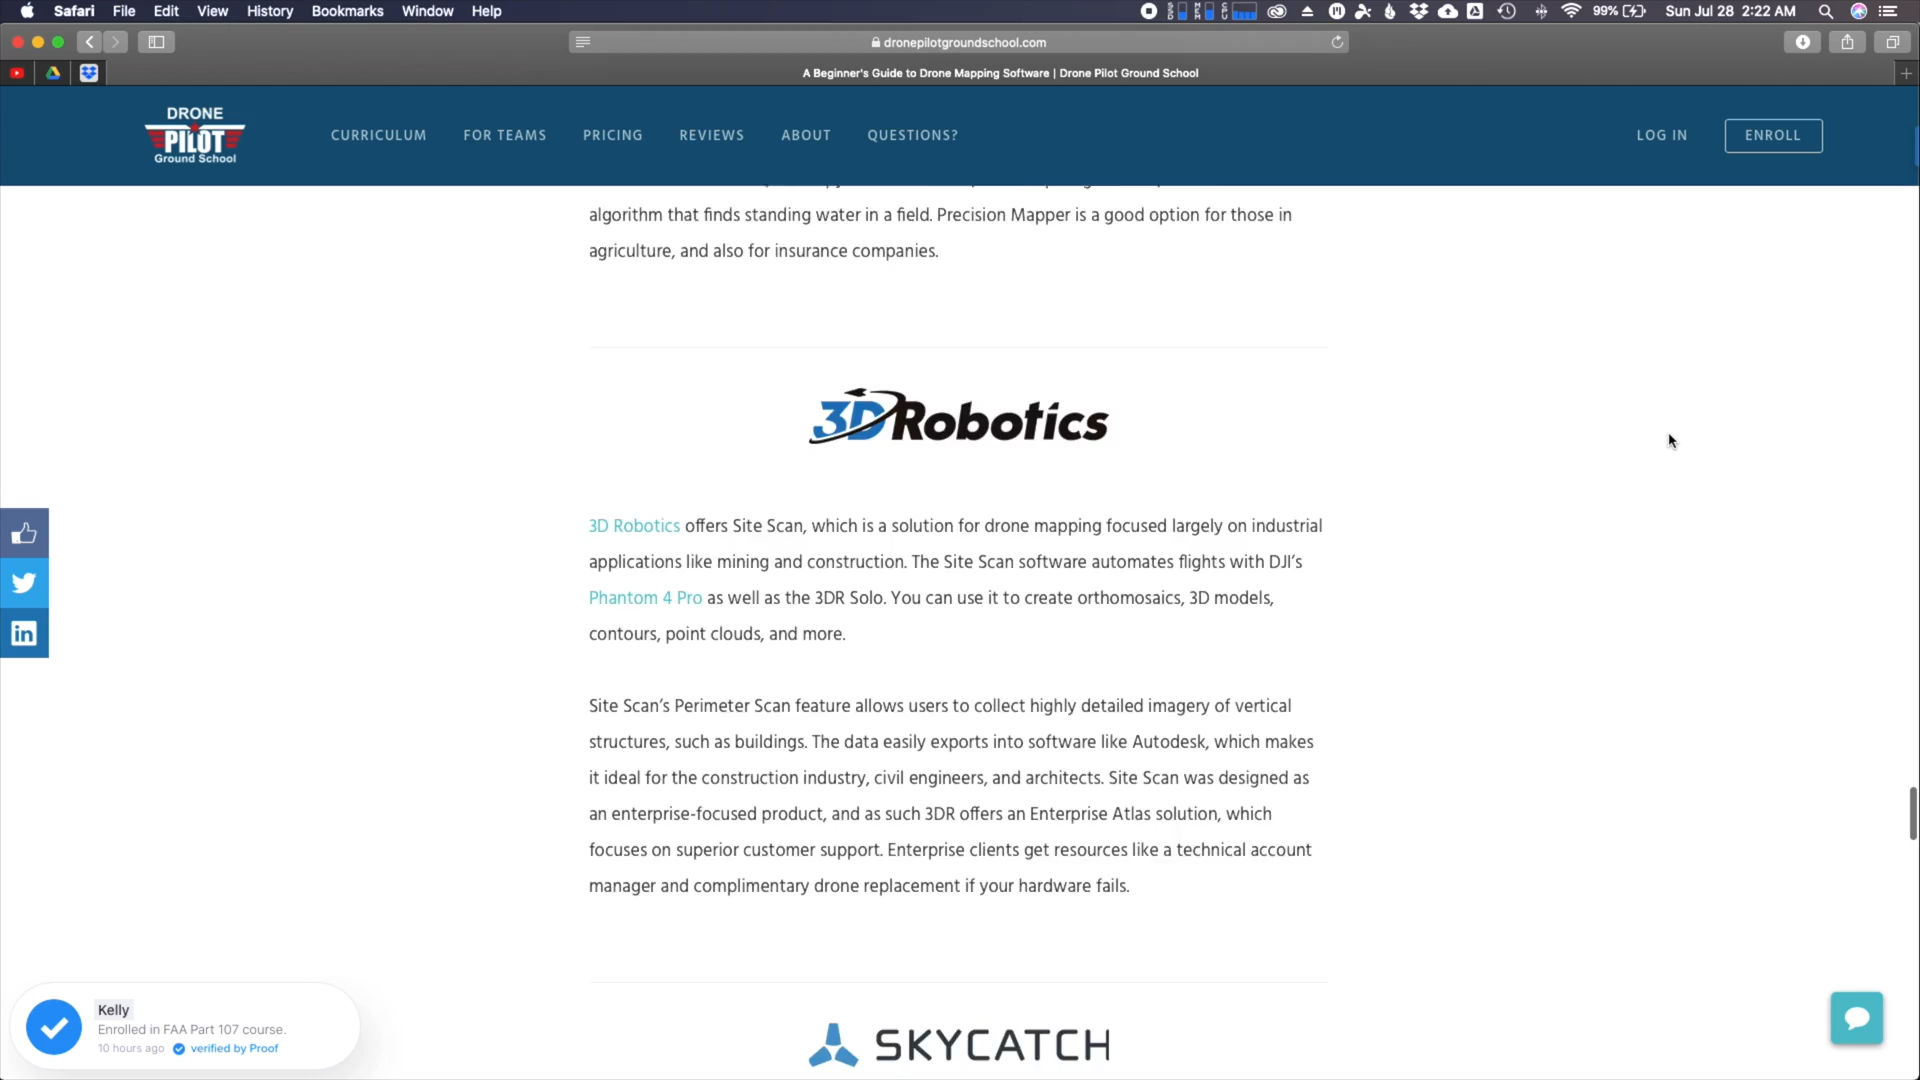 Safari File Edit View History Bookmarks Window Help
99% Sun Jul 28 2:22 AM
dronepilotgroundschool.com
A Beginner's Guide to Drone Mapping Software | Drone Pilot Ground School
DRONE
PILOT
Ground School
CURRICULUM FOR TEAMS PRICING REVIEWS ABOUT QUESTIONS? LOG IN ENROLL
algorithm that finds standing water in a field. Precision Mapper is a good option for those in
agriculture, and also for insurance companies.
3DRobotics
3D Robotics offers Site Scan, which is a solution for drone mapping focused largely on industrial
applications like mining and construction. The Site Scan software automates flights with DJI’s
Phantom 4 Pro as well as the 3DR Solo. You can use it to create orthomosaics, 3D models,
contours, point clouds, and more.
Site Scan’s Perimeter Scan feature allows users to collect highly detailed imagery of vertical
structures, such as buildings. The data easily exports into software like Autodesk, which makes
it ideal for the construction industry, civil engineers, and architects. Site Scan was designed as
an enterprise-focused product, and as such 3DR offers an Enterprise Atlas solution, which
focuses on superior customer support. Enterprise clients get resources like a technical account
manager and complimentary drone replacement if your hardware fails.
Kelly
Enrolled in FAA Part 107 course.
10 hours ago verified by Proof
SKYCATCH